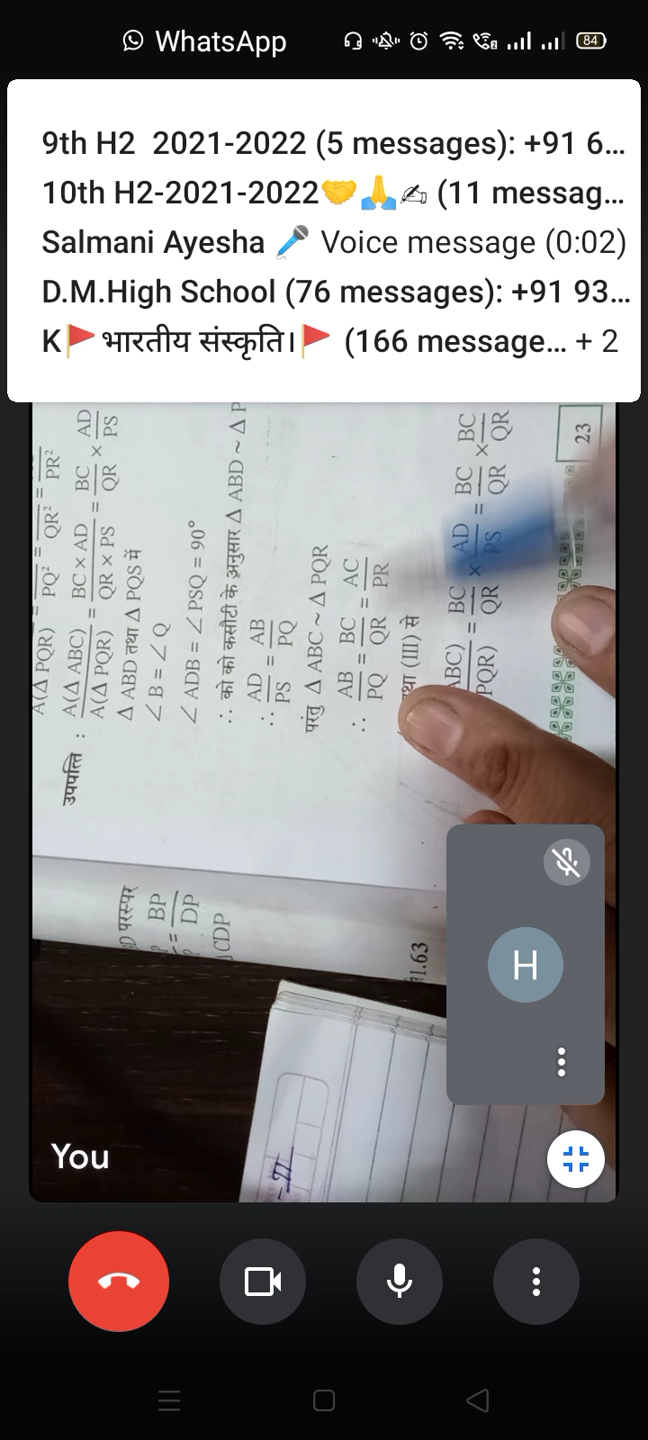 WhatsApp
84
9th H2 2021-2022 (5 messages): +91 6...
10th H2-2021-2022🤝🙏✍ (11 messag...
Salmani Ayesha 🎤 Voice message (0:02)
D.M.High School (76 messages): +91 93...
K🚩भारतीय संस्कृति।🚩 (166 message... + 2
A(Δ PQR) = PQ² = QR² = PR²
उपपत्ति : A(Δ ABC) / A(Δ PQR) = BC × AD / QR × PS = BC / QR × AD / PS
Δ ABD तथा Δ PQS में
∠ B = ∠ Q
∠ ADB = ∠ PSQ = 90°
∴ को को कसौटी के अनुसार Δ ABD ~ Δ P
∴ AD / PS = AB / PQ
परंतु Δ ABC ~ Δ PQR
∴ AB / PQ = BC / QR = AC / PR
(III) से
ABC) / PQR) = BC / QR × AD / PS = BC / QR × BC / QR
23
परस्पर
= BP / DP
CDP
1.63
H
You